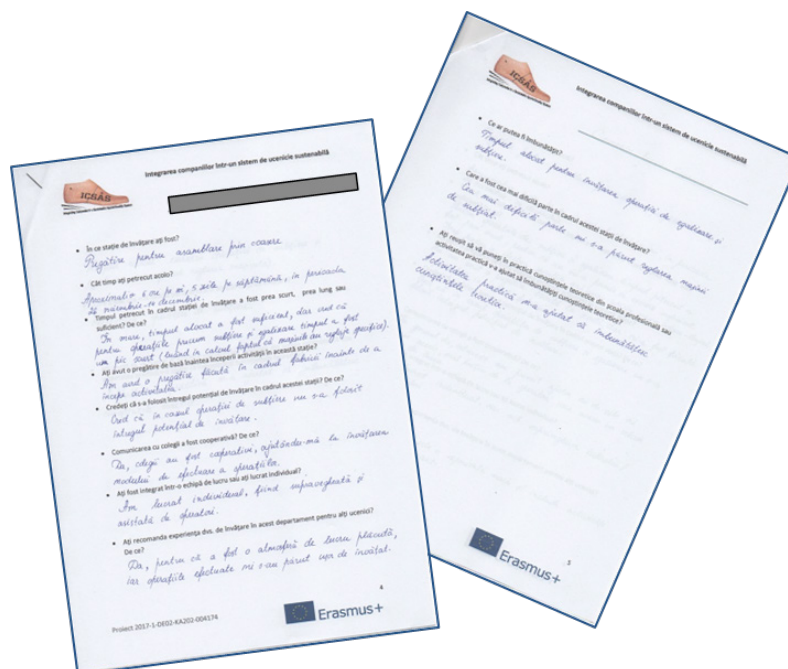 ICSAS
Integrarea companiilor într-un sistem de ucenicie sustenabilă
• În ce stație de învățare ați fost?
Pregătire pentru asamblare prin coasere
• Cât timp ați petrecut acolo?
Aproximativ 6 ore pe zi, 5 zile pe săptămână, în perioada
26 noiembrie-10 decembrie.
• Timpul petrecut în cadrul stației de învățare a fost prea scurt, prea lung sau
suficient? De ce?
În mare, timpul alocat a fost suficient, dar cred că
pentru operațiile precum subțiere și egalizare timpul a fost
un pic scurt (luând în calcul faptul că mașinile au reglaje specifice).
• Ați avut o pregătire de bază înaintea începerii activității în această stație?
Am avut o pregătire făcută în cadrul fabricii înainte de a
începe activitatea.
• Credeți că s-a folosit întregul potențial de învățare în cadrul acestei stații? De ce?
Cred că în cazul operației de subțiere nu s-a folosit
întregul potențial de învățare.
• Comunicarea cu colegii a fost cooperativă? De ce?
Da, colegii au fost cooperativi, ajutându-mă la învățarea
modului de efectuare a operațiilor.
• Ați fost integrat într-o echipă de lucru sau ați lucrat individual?
Am lucrat individual, fiind supravegheată și
asistată de operatori.
• Ați recomanda experiența dvs. de învățare în acest departament pentru alți ucenici?
De ce?
Da, pentru că a fost o atmosferă de lucru plăcută,
iar operațiile efectuate mi s-au părut ușor de învățat.
4
Proiect 2017-1-DE02-KA202-004174
Erasmus+
ICSAS
Integrarea companiilor într-un sistem de ucenicie sustenabilă
• Ce ar putea fi îmbunătățit?
Timpul alocat pentru învățarea operației de egalizare și
subțiere.
• Care a fost cea mai dificilă parte în cadrul acestei stații de învățare?
Cea mai dificilă parte mi s-a părut reglarea mașinii
de subțiat.
• Ați reușit să vă puneți în practică cunoștințele teoretice din școala profesională sau
activitatea practică v-a ajutat să îmbunătățiți cunoștințele teoretice?
Activitatea practică m-a ajutat să îmbunătățesc
cunoștințele teoretice.
5
Erasmus+